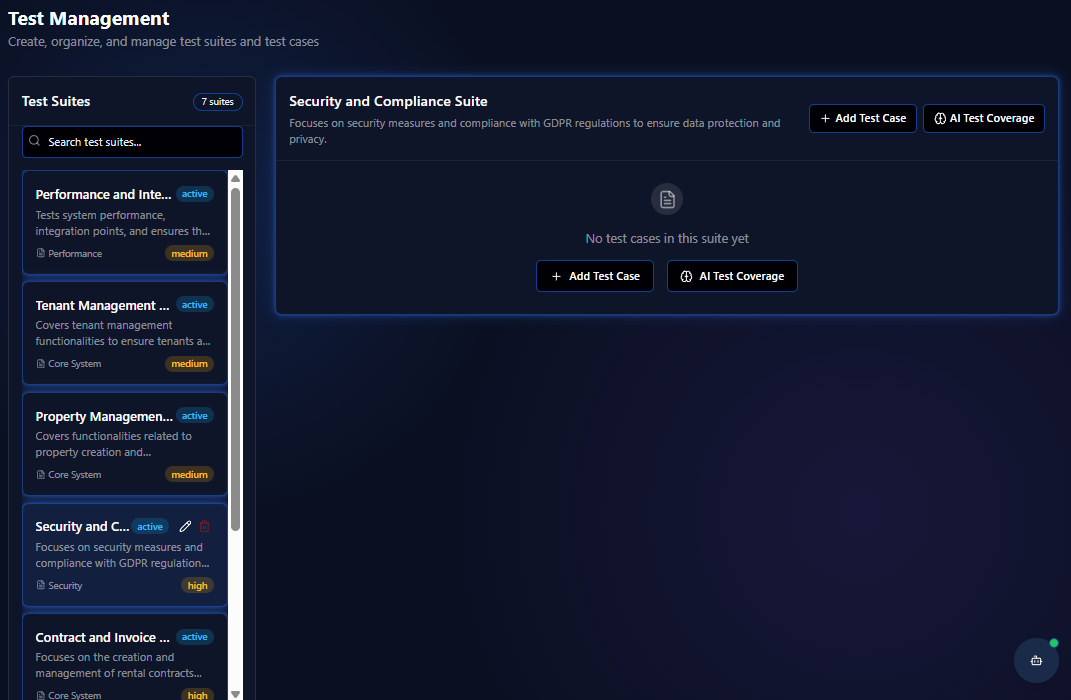 Test Management
Create, organize, and manage test suites and test cases
Test Suites
7 suites
Search test suites...
Performance and Inte...
active
Tests system performance,
integration points, and ensures th...
Performance
medium
Tenant Management ...
active
Covers tenant management
functionalities to ensure tenants a...
Core System
medium
Property Managemen...
active
Covers functionalities related to
property creation and...
Core System
medium
Security and C...
active
Focuses on security measures and
compliance with GDPR regulation...
Security
high
Contract and Invoice ...
active
Focuses on the creation and
management of rental contracts...
Core System
high
Security and Compliance Suite
Focuses on security measures and compliance with GDPR regulations to ensure data protection and
privacy.
+ Add Test Case
AI Test Coverage
No test cases in this suite yet
+ Add Test Case
AI Test Coverage